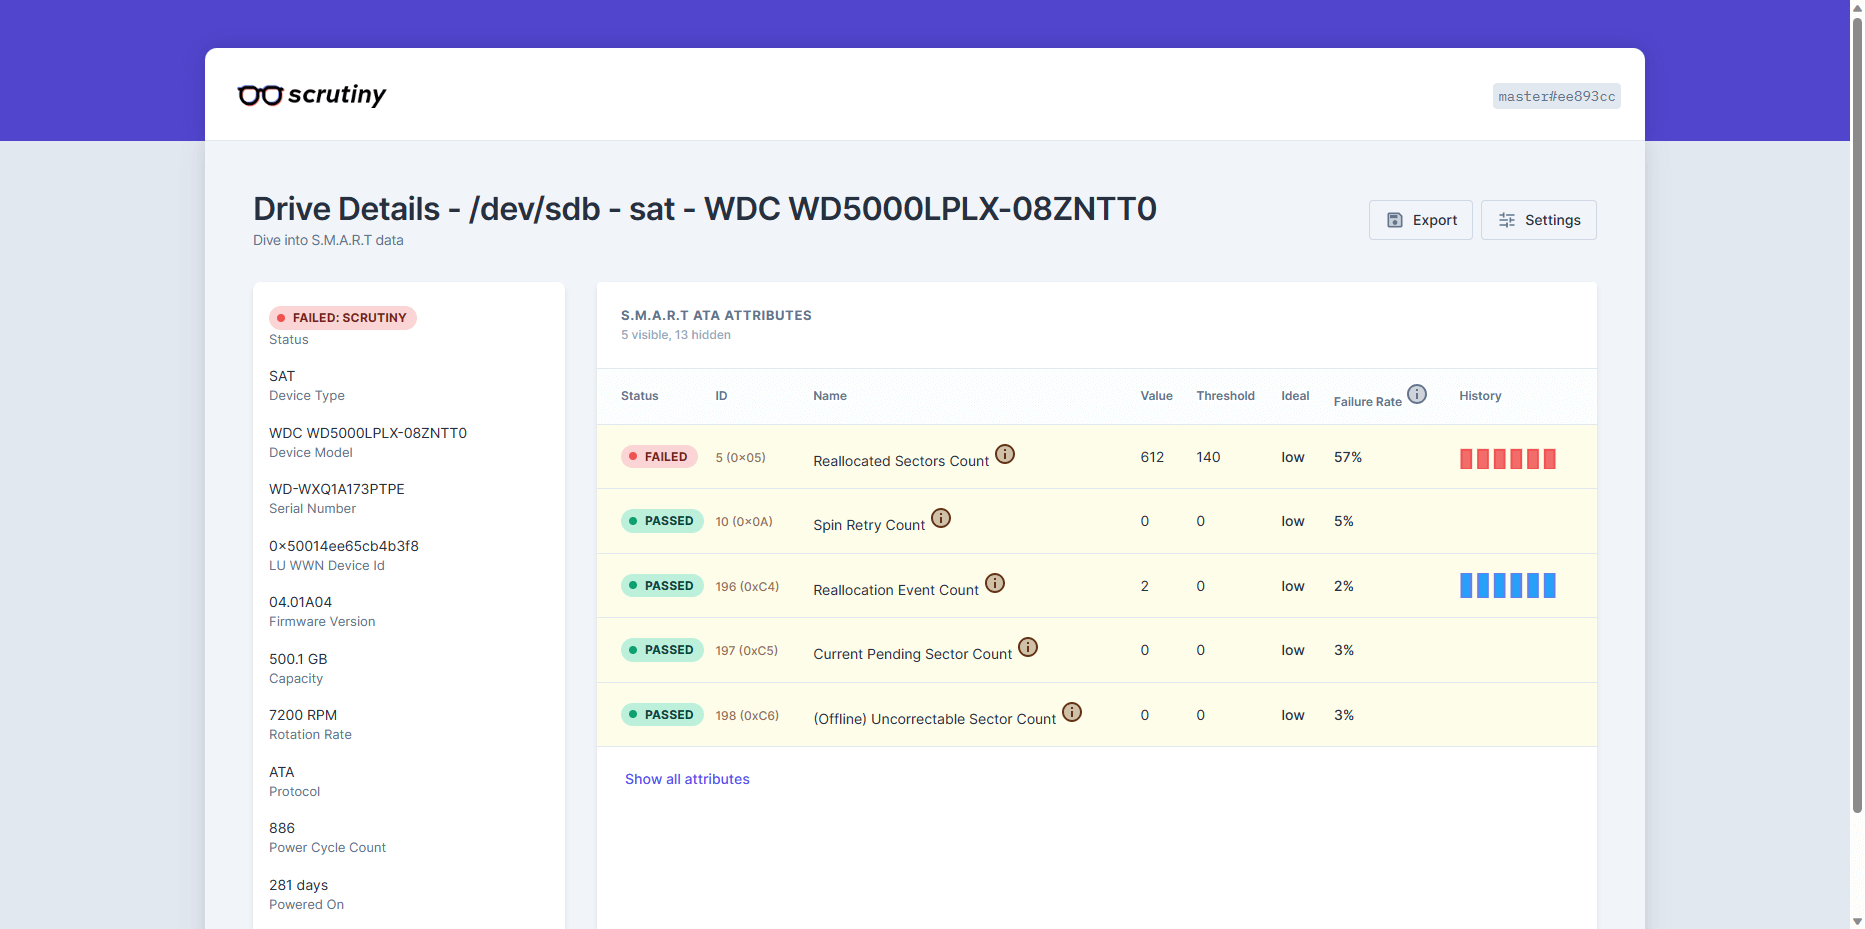 scrutiny
master#ee893cc
Drive Details - /dev/sdb - sat - WDC WD5000LPLX-08ZNTT0
Dive into S.M.A.R.T data
Export
Settings
FAILED: SCRUTINY
Status
SAT
Device Type
WDC WD5000LPLX-08ZNTT0
Device Model
WD-WXQ1A173PTPE
Serial Number
0x50014ee65cb4b3f8
LU WWN Device Id
04.01A04
Firmware Version
500.1 GB
Capacity
7200 RPM
Rotation Rate
ATA
Protocol
886
Power Cycle Count
281 days
Powered On
S.M.A.R.T ATA ATTRIBUTES
5 visible, 13 hidden
Status ID Name Value Threshold Ideal Failure Rate History
FAILED 5 (0x05) Reallocated Sectors Count 612 140 low 57%
PASSED 10 (0x0A) Spin Retry Count 0 0 low 5%
PASSED 196 (0xC4) Reallocation Event Count 2 0 low 2%
PASSED 197 (0xC5) Current Pending Sector Count 0 0 low 3%
PASSED 198 (0xC6) (Offline) Uncorrectable Sector Count 0 0 low 3%
Show all attributes